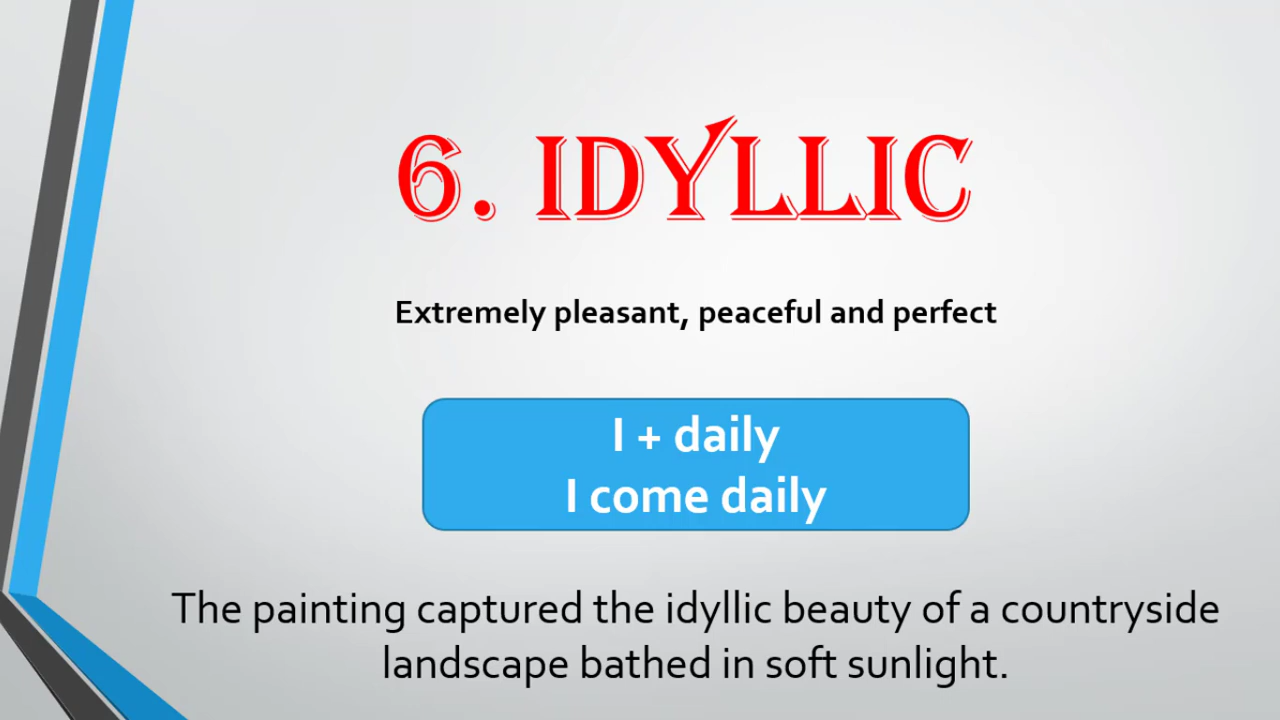 6. IDYLLIC
Extremely pleasant, peaceful and perfect
I + daily
I come daily
The painting captured the idyllic beauty of a countryside
landscape bathed in soft sunlight.